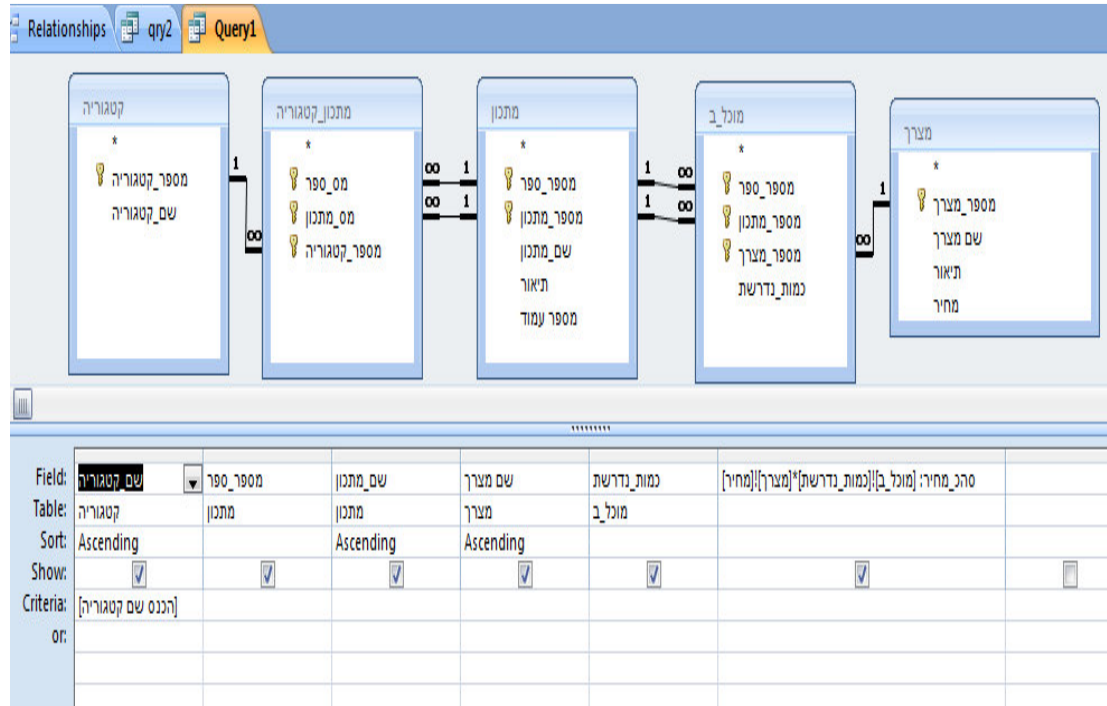 Relationships qry2 Query1
קטגוריה
*
מספר_קטגוריה
שם_קטגוריה
מתכון_קטגוריה
*
מס_ספר
מס_מתכון
מספר_קטגוריה
מתכון
*
מספר_ספר
מספר_מתכון
שם_מתכון
תיאור
מספר עמוד
מוכל_ב
*
מספר_ספר
מספר_מתכון
מספר_מצרך
כמות_נדרשת
מצרך
*
מספר_מצרך
שם מצרך
תיאור
מחיר
1 ∞
∞ 1
∞ 1
1 ∞
1 ∞
∞ 1
Field: שם_קטגוריה מספר_ספר שם_מתכון שם מצרך כמות_נדרשת סהכ_מחיר: [מוכל_ב]![כמות_נדרשת]*[מצרך]![מחיר]
Table: קטגוריה מתכון מתכון מצרך מוכל_ב
Sort: Ascending Ascending Ascending
Show:
Criteria: [הכנס שם קטגוריה]
or: